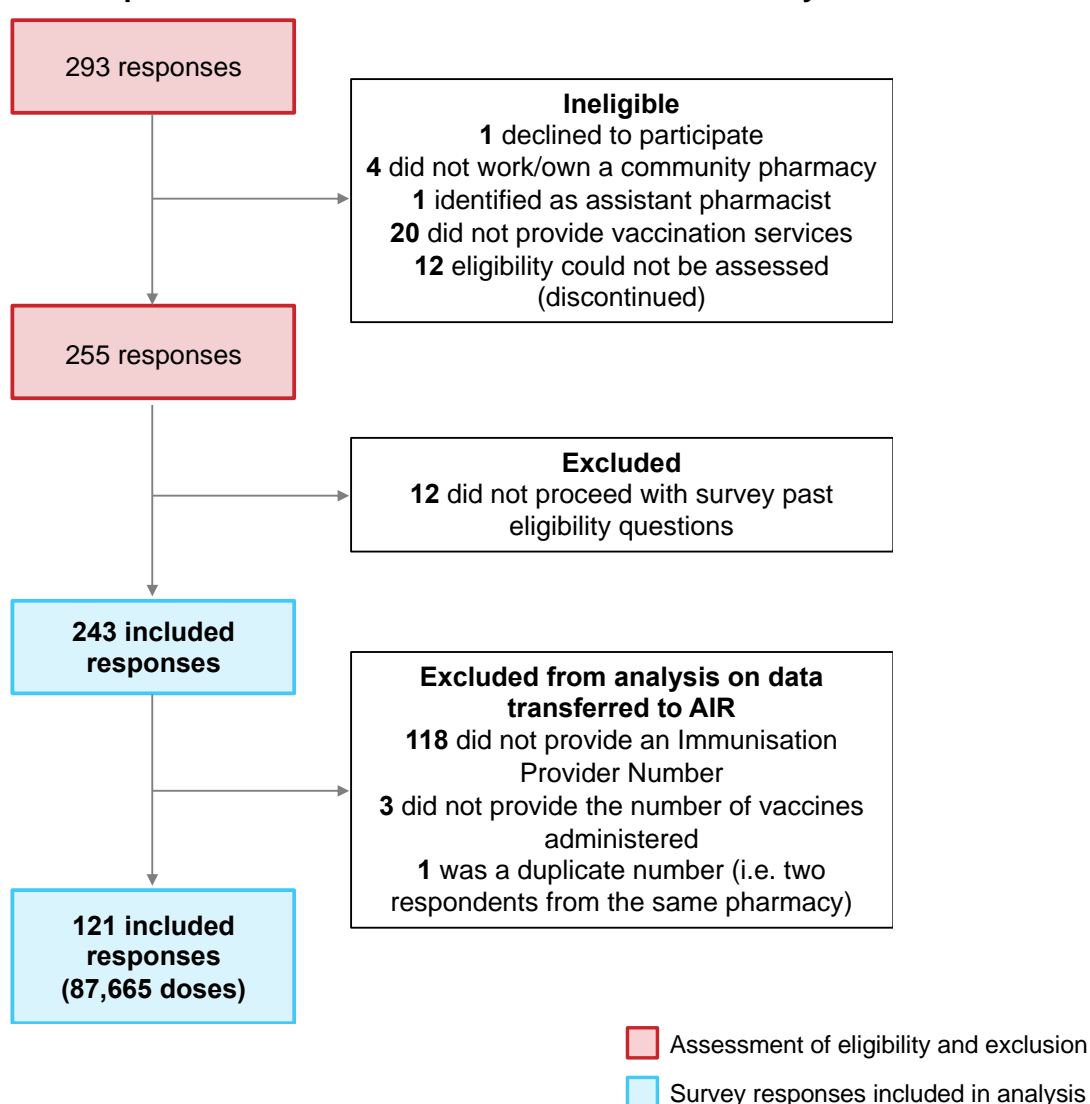 293 responses
Ineligible
1 declined to participate
4 did not work/own a community pharmacy
1 identified as assistant pharmacist
20 did not provide vaccination services
12 eligibility could not be assessed
(discontinued)
255 responses
Excluded
12 did not proceed with survey past
eligibility questions
243 included
responses
Excluded from analysis on data
transferred to AIR
118 did not provide an Immunisation
Provider Number
3 did not provide the number of vaccines
administered
1 was a duplicate number (i.e. two
respondents from the same pharmacy)
121 included
responses
(87,665 doses)
Assessment of eligibility and exclusion
Survey responses included in analysis